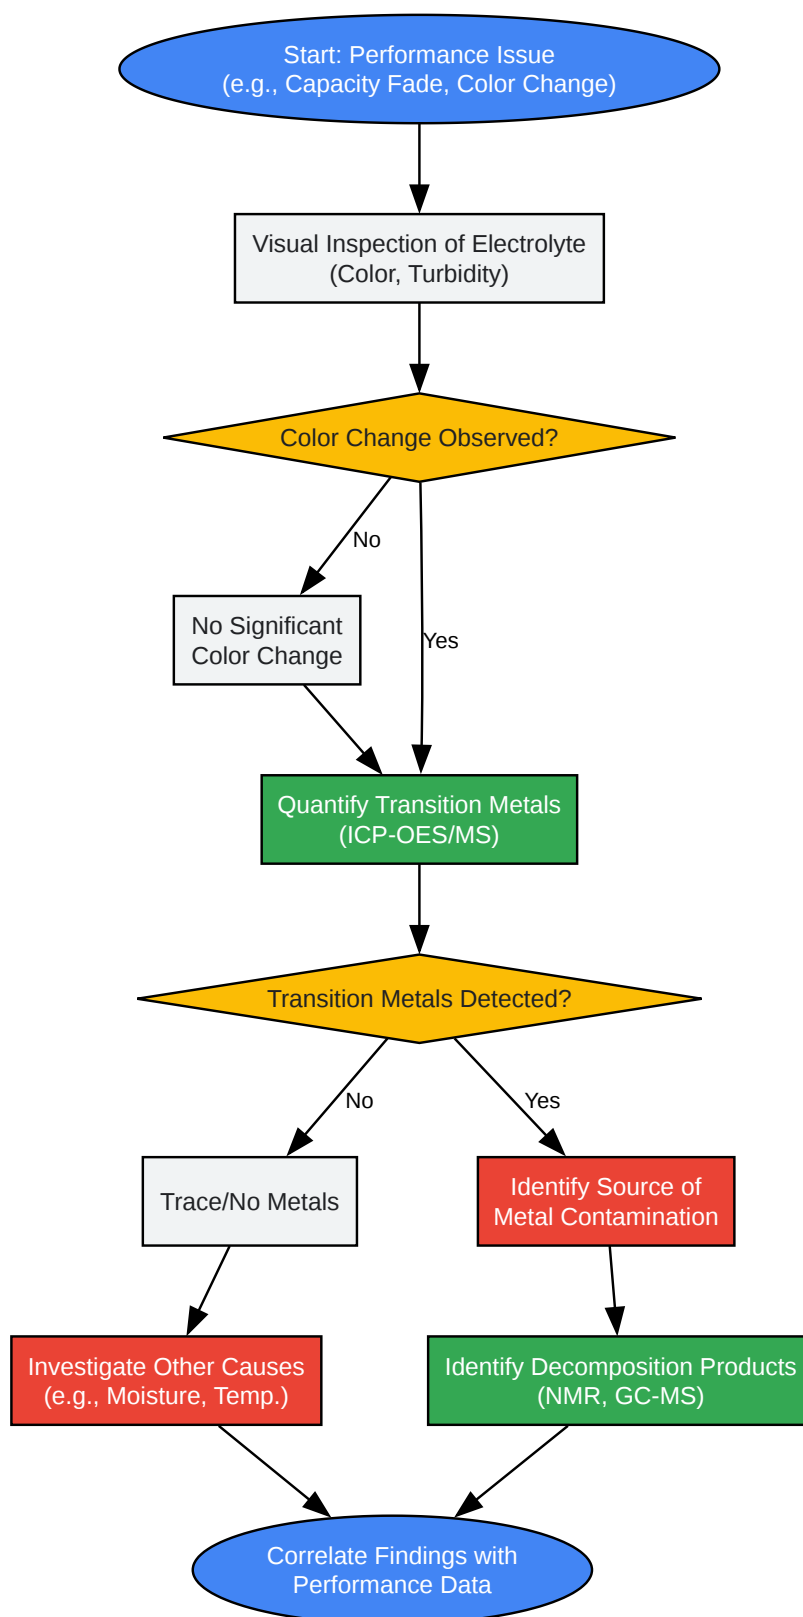 Start: Performance Issue
(e.g., Capacity Fade, Color Change)
Visual Inspection of Electrolyte
(Color, Turbidity)
Color Change Observed?
No
No Significant
Color Change
Yes
Quantify Transition Metals
(ICP-OES/MS)
Transition Metals Detected?
No
Yes
Trace/No Metals
Identify Source of
Metal Contamination
Investigate Other Causes
(e.g., Moisture, Temp.)
Identify Decomposition Products
(NMR, GC-MS)
Correlate Findings with
Performance Data